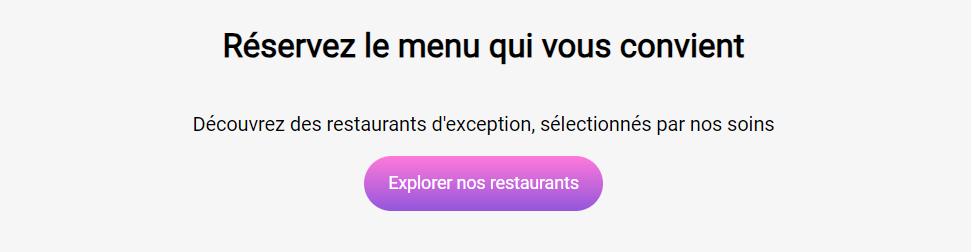 Réservez le menu qui vous convient
Découvrez des restaurants d'exception, sélectionnés par nos soins
Explorer nos restaurants